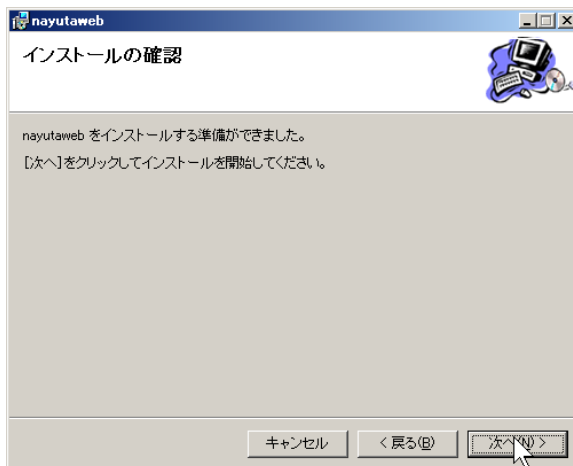 nayutaweb
インストールの確認
nayutaweb をインストールする準備ができました。
[次へ]をクリックしてインストールを開始してください。
キャンセル
< 戻る(B)
次へ(N) >